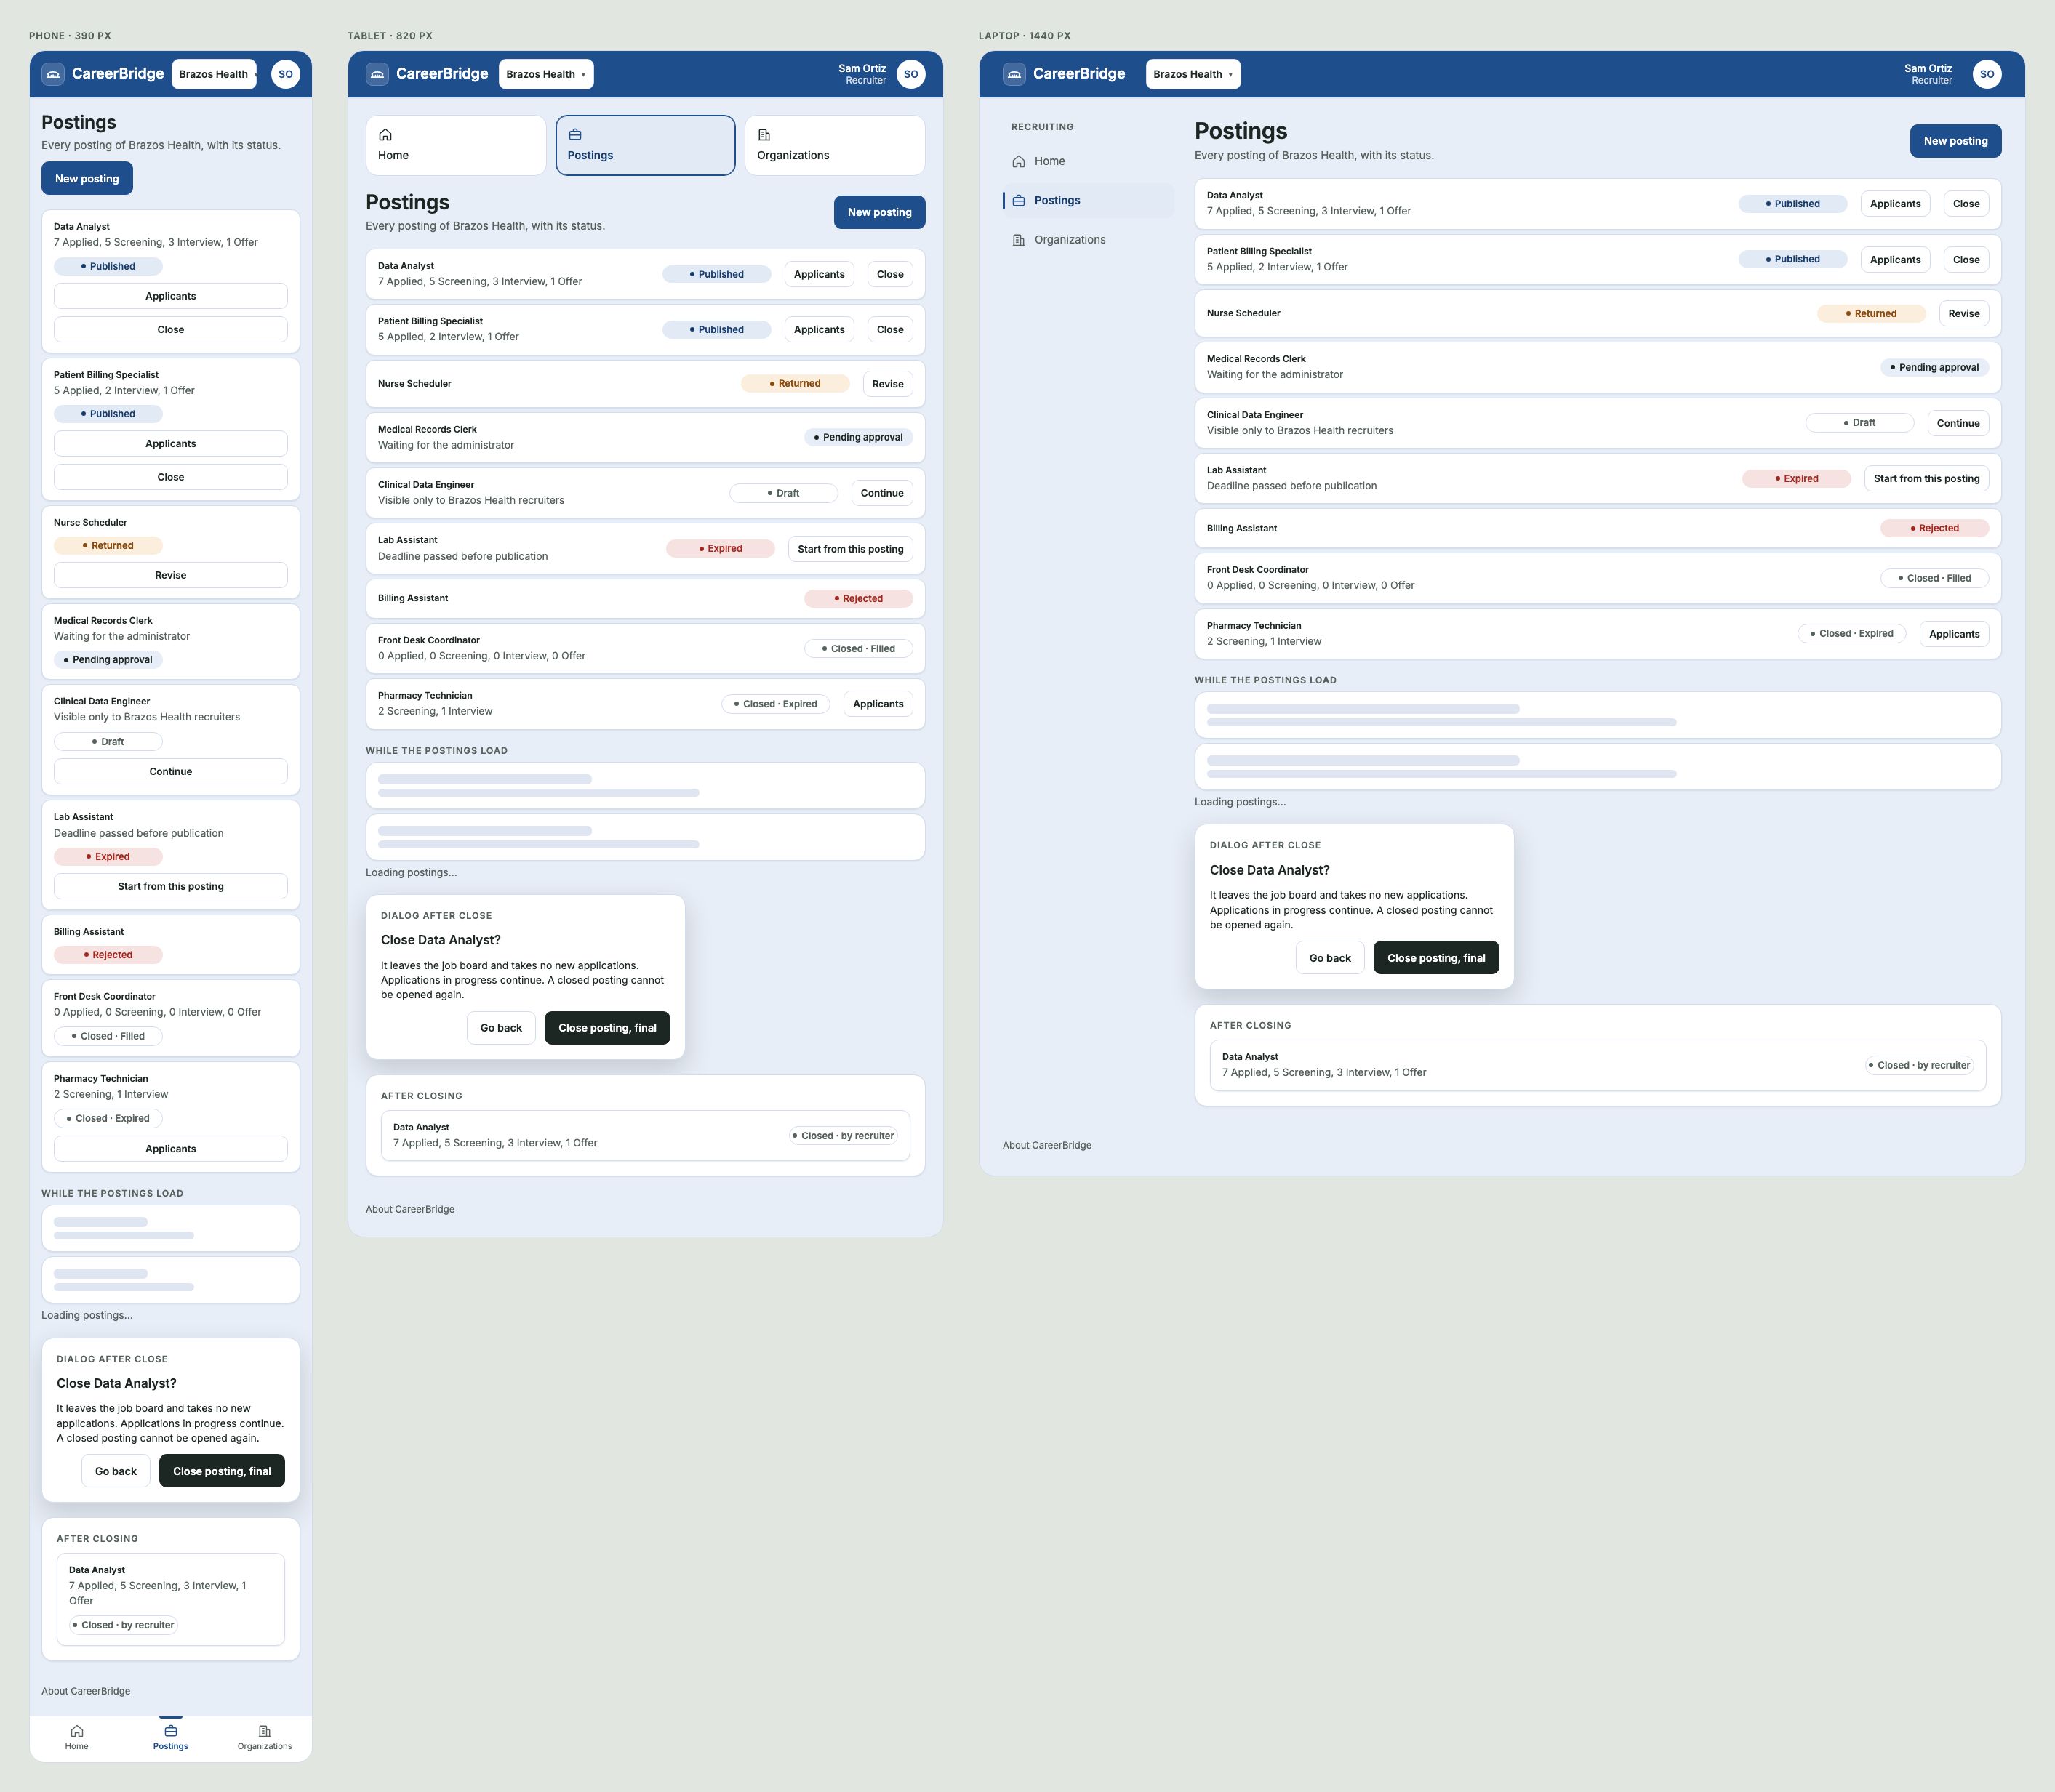 PHONE · 390 PX
CareerBridge
Brazos Health
SO
Postings
Every posting of Brazos Health, with its status.
New posting
Data Analyst
7 Applied, 5 Screening, 3 Interview, 1 Offer
Published
Applicants
Close
Patient Billing Specialist
5 Applied, 2 Interview, 1 Offer
Published
Applicants
Close
Nurse Scheduler
Returned
Revise
Medical Records Clerk
Waiting for the administrator
Pending approval
Clinical Data Engineer
Visible only to Brazos Health recruiters
Draft
Continue
Lab Assistant
Deadline passed before publication
Expired
Start from this posting
Billing Assistant
Rejected
Front Desk Coordinator
0 Applied, 0 Screening, 0 Interview, 0 Offer
Closed · Filled
Pharmacy Technician
2 Screening, 1 Interview
Closed · Expired
Applicants
WHILE THE POSTINGS LOAD
Loading postings...
DIALOG AFTER CLOSE
Close Data Analyst?
It leaves the job board and takes no new
applications. Applications in progress continue.
A closed posting cannot be opened again.
Go back
Close posting, final
AFTER CLOSING
Data Analyst
7 Applied, 5 Screening, 3 Interview, 1
Offer
Closed · by recruiter
About CareerBridge
Home
Postings
Organizations
TABLET · 820 PX
CareerBridge
Brazos Health
Sam Ortiz
Recruiter
SO
Home
Postings
Organizations
Postings
Every posting of Brazos Health, with its status.
New posting
Data Analyst
7 Applied, 5 Screening, 3 Interview, 1 Offer
Published
Applicants
Close
Patient Billing Specialist
5 Applied, 2 Interview, 1 Offer
Published
Applicants
Close
Nurse Scheduler
Returned
Revise
Medical Records Clerk
Waiting for the administrator
Pending approval
Clinical Data Engineer
Visible only to Brazos Health recruiters
Draft
Continue
Lab Assistant
Deadline passed before publication
Expired
Start from this posting
Billing Assistant
Rejected
Front Desk Coordinator
0 Applied, 0 Screening, 0 Interview, 0 Offer
Closed · Filled
Pharmacy Technician
2 Screening, 1 Interview
Closed · Expired
Applicants
WHILE THE POSTINGS LOAD
Loading postings...
DIALOG AFTER CLOSE
Close Data Analyst?
It leaves the job board and takes no new applications.
Applications in progress continue. A closed posting cannot
be opened again.
Go back
Close posting, final
AFTER CLOSING
Data Analyst
7 Applied, 5 Screening, 3 Interview, 1 Offer
Closed · by recruiter
About CareerBridge
LAPTOP · 1440 PX
CareerBridge
Brazos Health
Sam Ortiz
Recruiter
SO
RECRUITING
Home
Postings
Organizations
Postings
Every posting of Brazos Health, with its status.
New posting
Data Analyst
7 Applied, 5 Screening, 3 Interview, 1 Offer
Published
Applicants
Close
Patient Billing Specialist
5 Applied, 2 Interview, 1 Offer
Published
Applicants
Close
Nurse Scheduler
Returned
Revise
Medical Records Clerk
Waiting for the administrator
Pending approval
Clinical Data Engineer
Visible only to Brazos Health recruiters
Draft
Continue
Lab Assistant
Deadline passed before publication
Expired
Start from this posting
Billing Assistant
Rejected
Front Desk Coordinator
0 Applied, 0 Screening, 0 Interview, 0 Offer
Closed · Filled
Pharmacy Technician
2 Screening, 1 Interview
Closed · Expired
Applicants
WHILE THE POSTINGS LOAD
Loading postings...
DIALOG AFTER CLOSE
Close Data Analyst?
It leaves the job board and takes no new applications.
Applications in progress continue. A closed posting cannot
be opened again.
Go back
Close posting, final
AFTER CLOSING
Data Analyst
7 Applied, 5 Screening, 3 Interview, 1 Offer
Closed · by recruiter
About CareerBridge